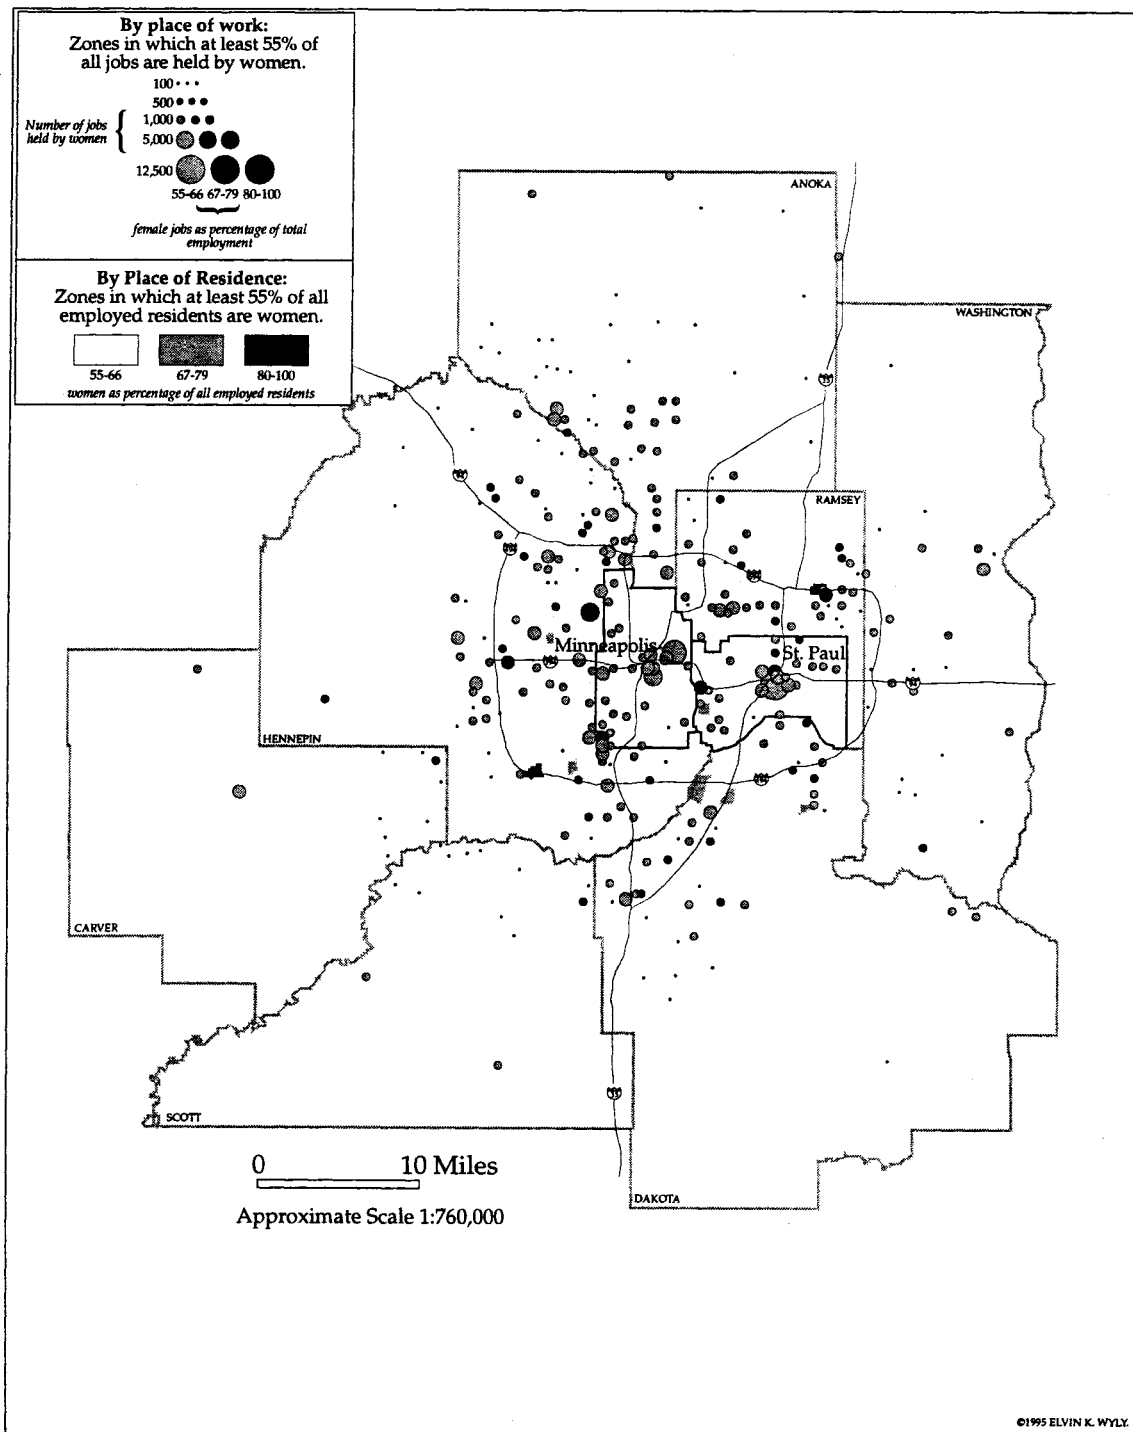 By place of work:
Zones in which at least 55% of
all jobs are held by women.
100
500
Number of jobs
held by women
1,000
5,000
12,500
55-66 67-79 80-100
female jobs as percentage of total
employment
By Place of Residence:
Zones in which at least 55% of all
employed residents are women.
55-66 67-79 80-100
women as percentage of all employed residents
ANOKA
WASHINGTON
RAMSEY
Minneapolis
St. Paul
HENNEPIN
CARVER
SCOTT
DAKOTA
0 10 Miles
Approximate Scale 1:760,000
©1995 ELVIN K. WYLY.